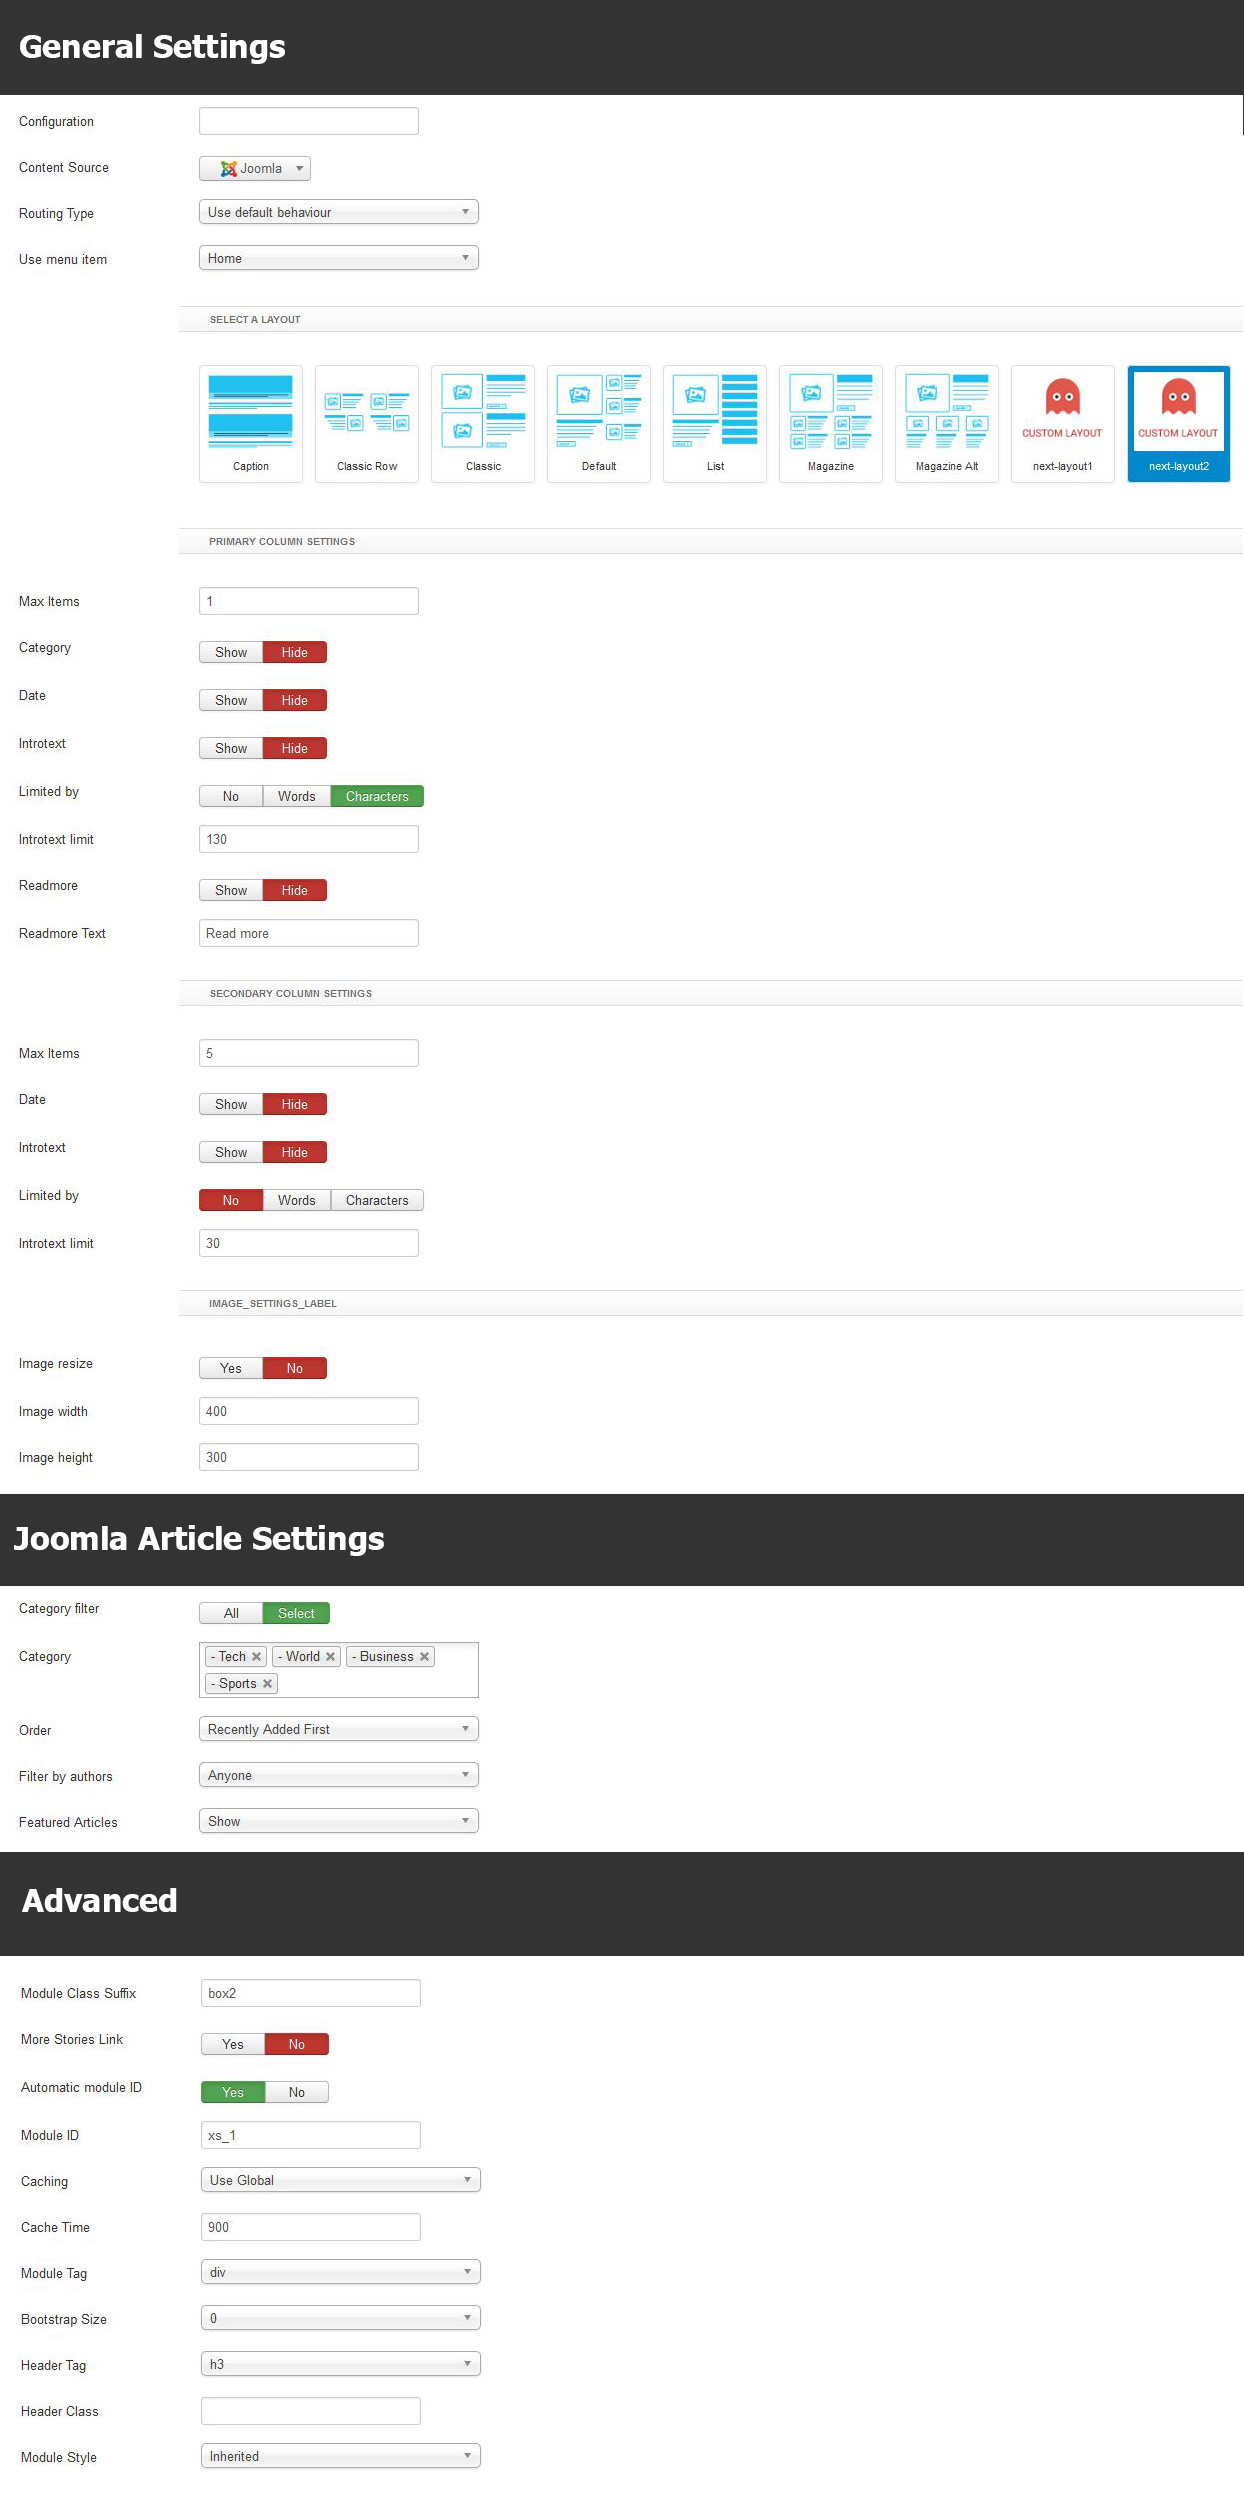 General Settings
Configuration
Content Source Joomla
Routing Type Use default behaviour
Use menu item Home
SELECT A LAYOUT
CUSTOM LAYOUT CUSTOM LAYOUT
Caption Classic Row Classic Default List Magazine Magazine Alt next-layout1 next-layout2
PRIMARY COLUMN SETTINGS
Max Items 1
Category Show Hide
Date Show Hide
Introtext Show Hide
Limited by No Words Characters
Introtext limit 130
Readmore Show Hide
Readmore Text Read more
SECONDARY COLUMN SETTINGS
Max Items 5
Date Show Hide
Introtext Show Hide
Limited by No Words Characters
Introtext limit 30
IMAGE_SETTINGS_LABEL
Image resize Yes No
Image width 400
Image height 300
Joomla Article Settings
Category filter All Select
Category - Tech - World - Business
- Sports
Order Recently Added First
Filter by authors Anyone
Featured Articles Show
Advanced
Module Class Suffix box2
More Stories Link Yes No
Automatic module ID Yes No
Module ID xs_1
Caching Use Global
Cache Time 900
Module Tag div
Bootstrap Size 0
Header Tag h3
Header Class
Module Style Inherited